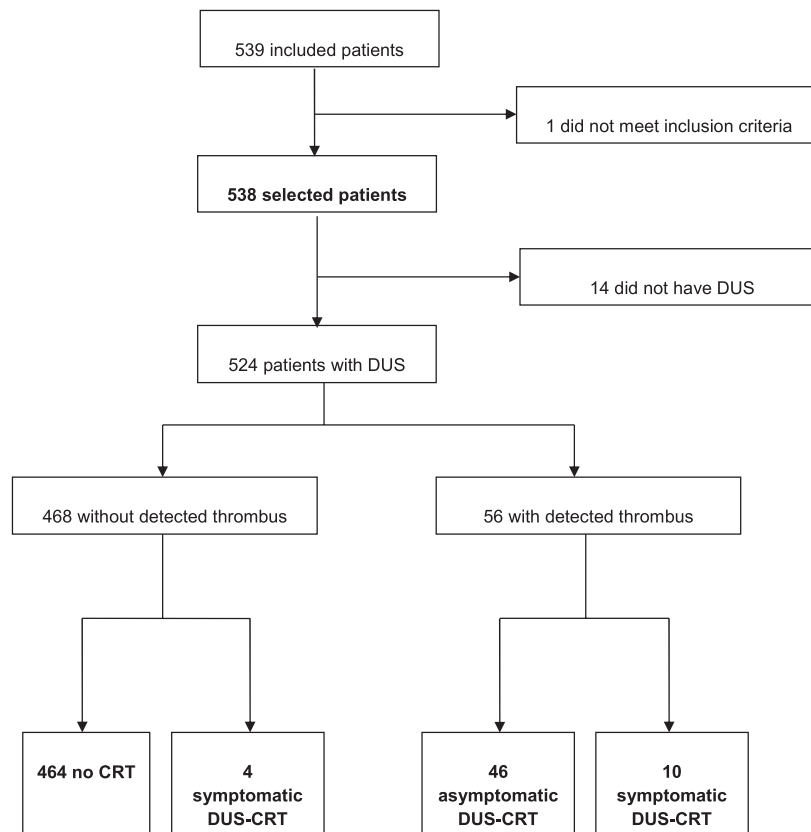 539 included patients
1 did not meet inclusion criteria
538 selected patients
14 did not have DUS
524 patients with DUS
468 without detected thrombus
56 with detected thrombus
464 no CRT
4
symptomatic
DUS-CRT
46
asymptomatic
DUS-CRT
10
symptomatic
DUS-CRT